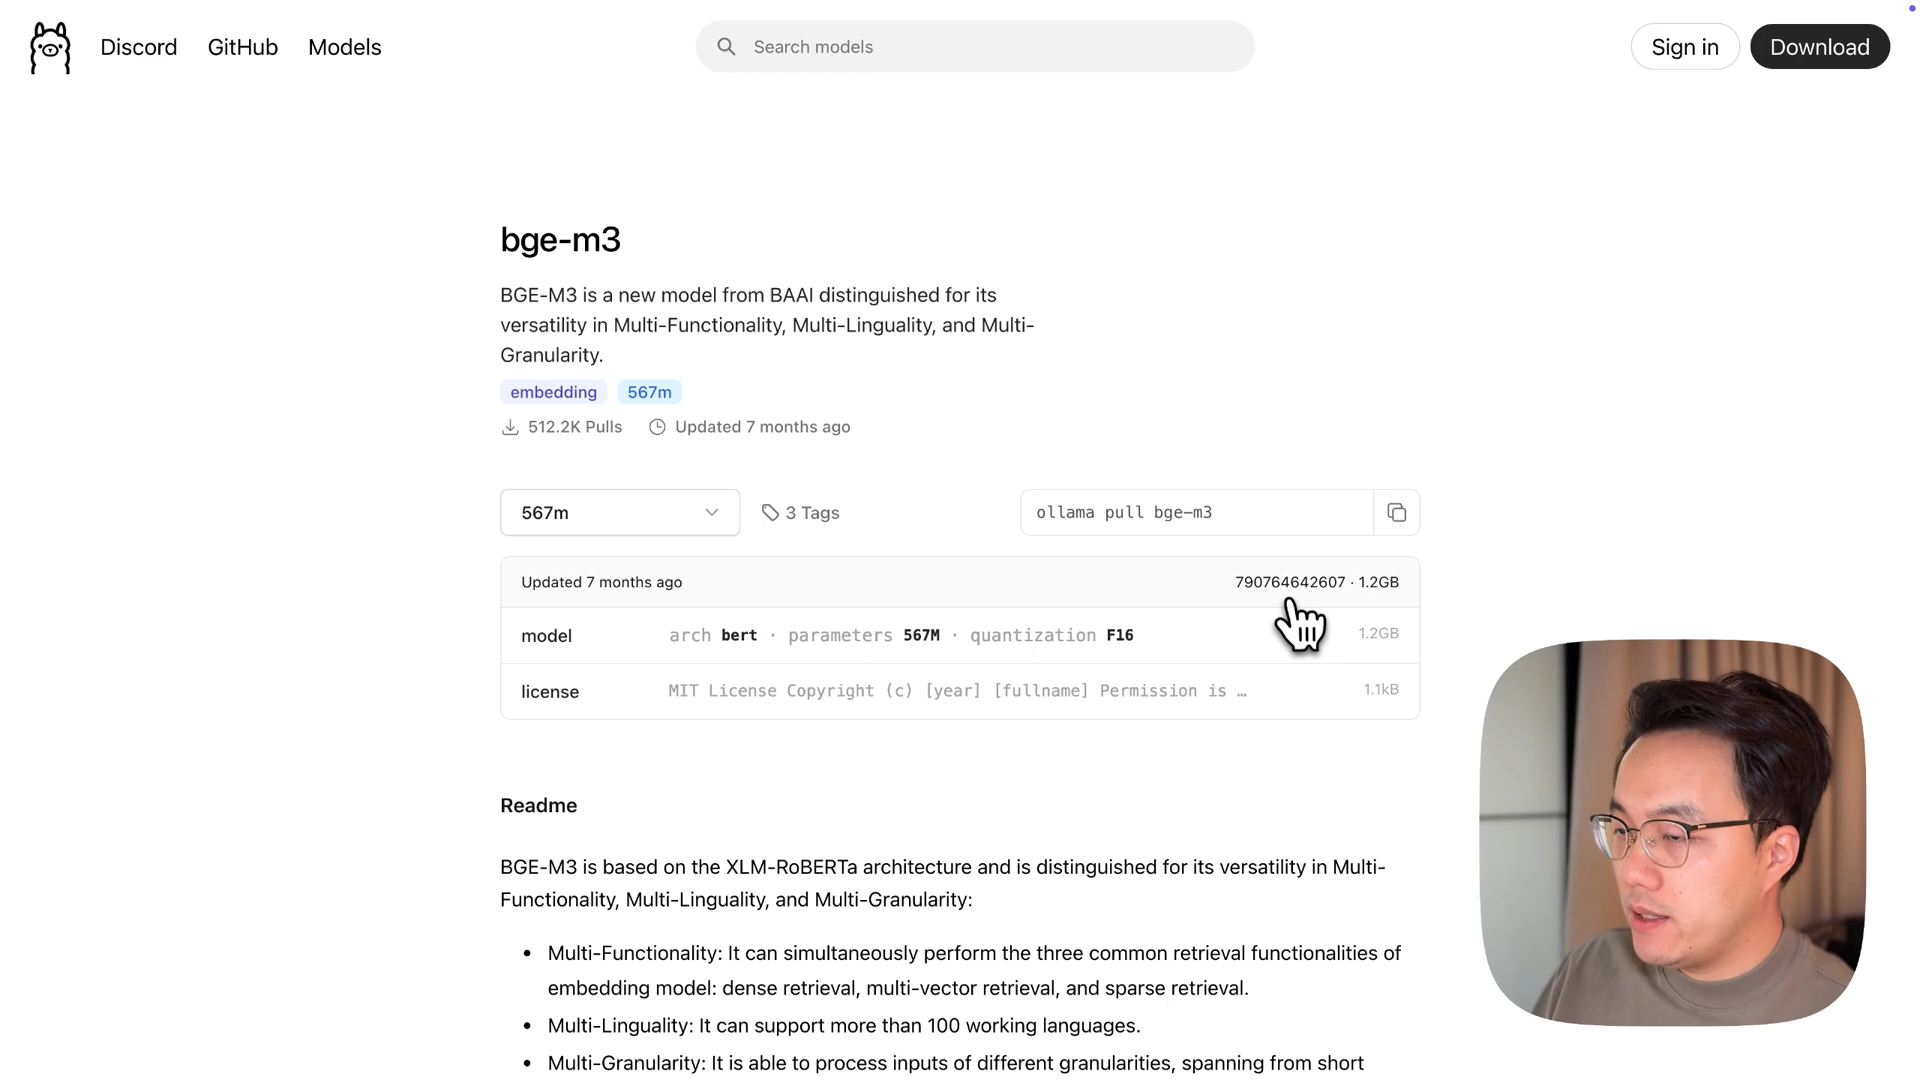 Discord GitHub Models Search models Sign in Download
bge-m3
BGE-M3 is a new model from BAAI distinguished for its
versatility in Multi-Functionality, Multi-Linguality, and Multi-
Granularity.
embedding 567m
512.2K Pulls Updated 7 months ago
567m 3 Tags ollama pull bge-m3
Updated 7 months ago 790764642607 · 1.2GB
model arch bert · parameters 567M · quantization F16 1.2GB
license MIT License Copyright (c) [year] [fullname] Permission is … 1.1kB
Readme
BGE-M3 is based on the XLM-RoBERTa architecture and is distinguished for its versatility in Multi-
Functionality, Multi-Linguality, and Multi-Granularity:
• Multi-Functionality: It can simultaneously perform the three common retrieval functionalities of
embedding model: dense retrieval, multi-vector retrieval, and sparse retrieval.
• Multi-Linguality: It can support more than 100 working languages.
• Multi-Granularity: It is able to process inputs of different granularities, spanning from short